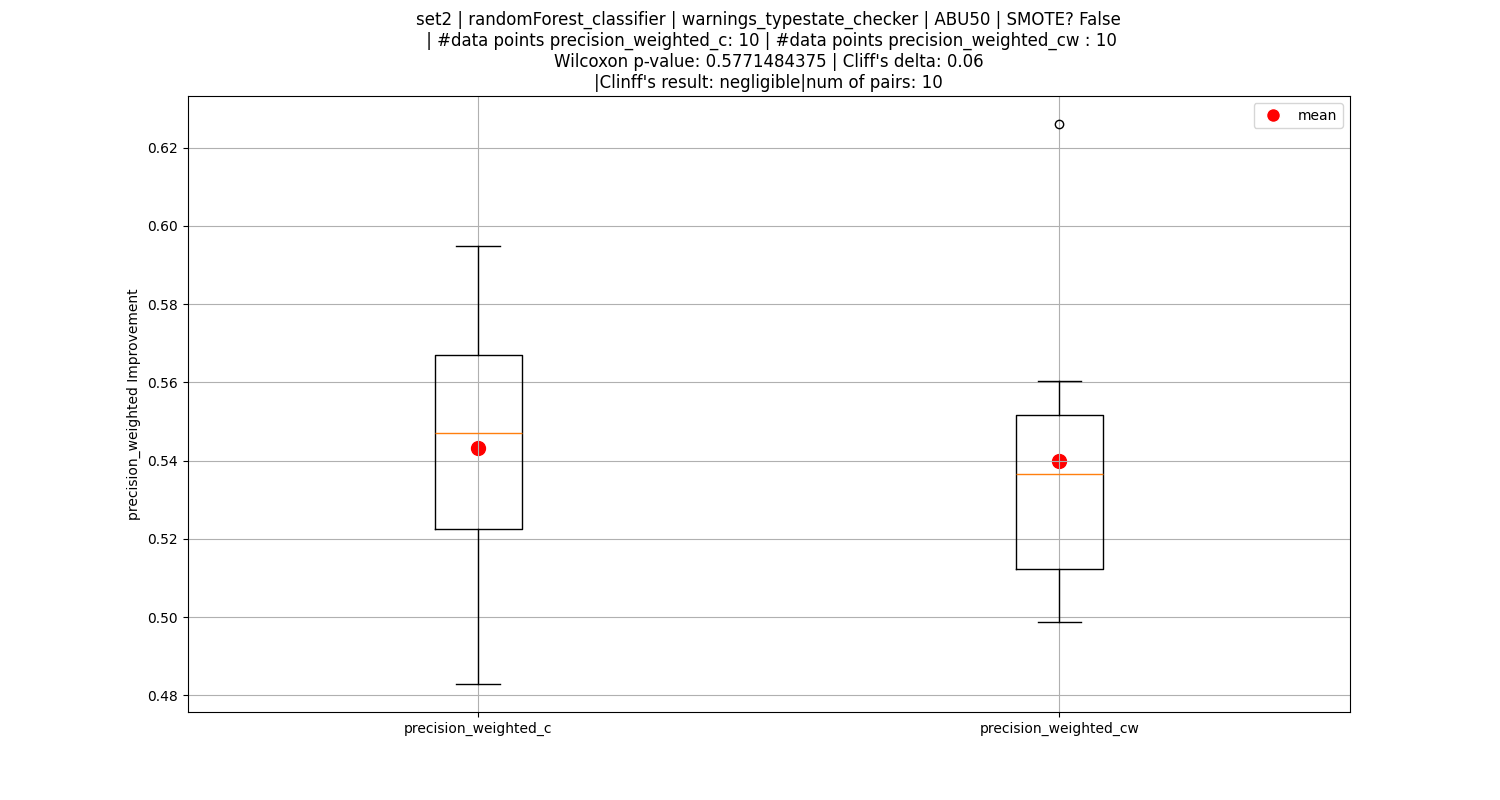 set2 | randomForest_classifier | warnings_typestate_checker | ABU50 | SMOTE? False
| #data points precision_weighted_c: 10 | #data points precision_weighted_cw : 10
Wilcoxon p-value: 0.5771484375 | Cliff's delta: 0.06
|Clinff's result: negligible|num of pairs: 10
mean
0.62
0.60
0.58
0.56
0.54
0.52
0.50
0.48
precision_weighted Improvement
precision_weighted_c
precision_weighted_cw